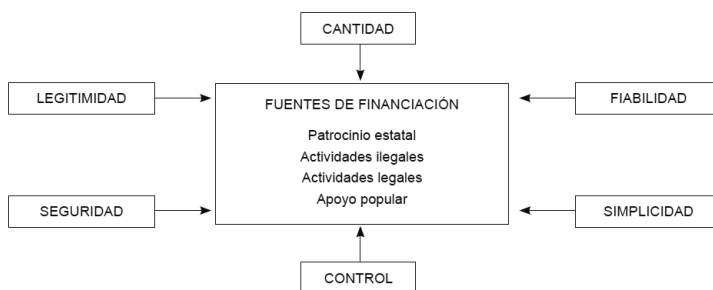 CANTIDAD
LEGITIMIDAD
FUENTES DE FINANCIACIÓN
FIABILIDAD
Patrocinio estatal
Actividades ilegales
Actividades legales
Apoyo popular
SEGURIDAD
SIMPLICIDAD
CONTROL